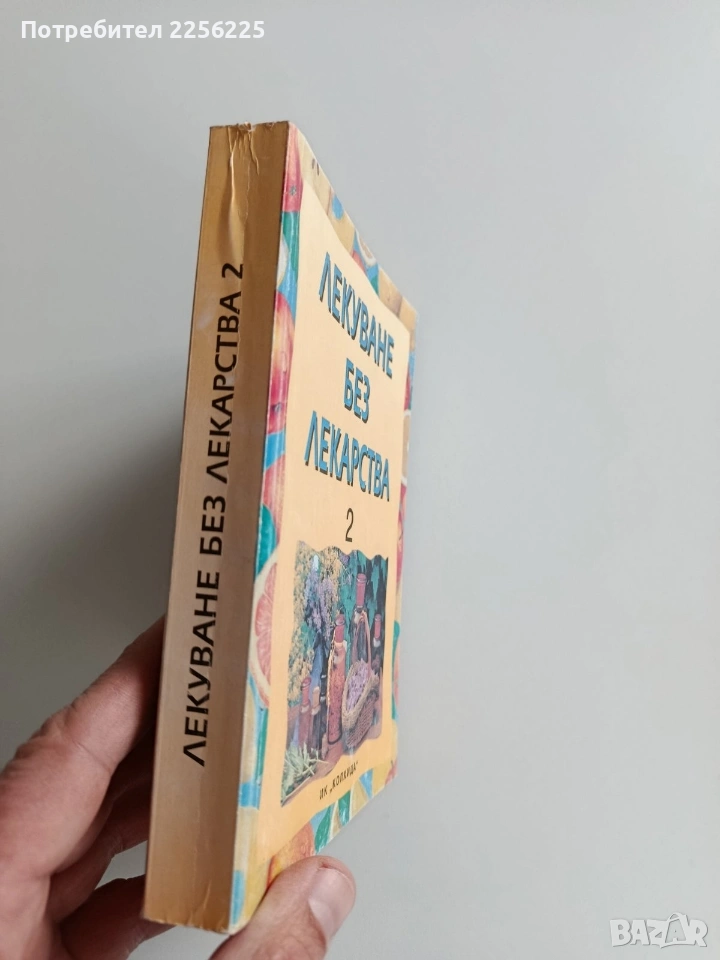 Потребител 2256225
ЛЕКУВАНЕ БЕЗ ЛЕКАРСТВА 2
ЛЕКУВАНЕ
БЕЗ
ЛЕКАРСТВА
2
ИК „КОЛХИДА"
BAZAR